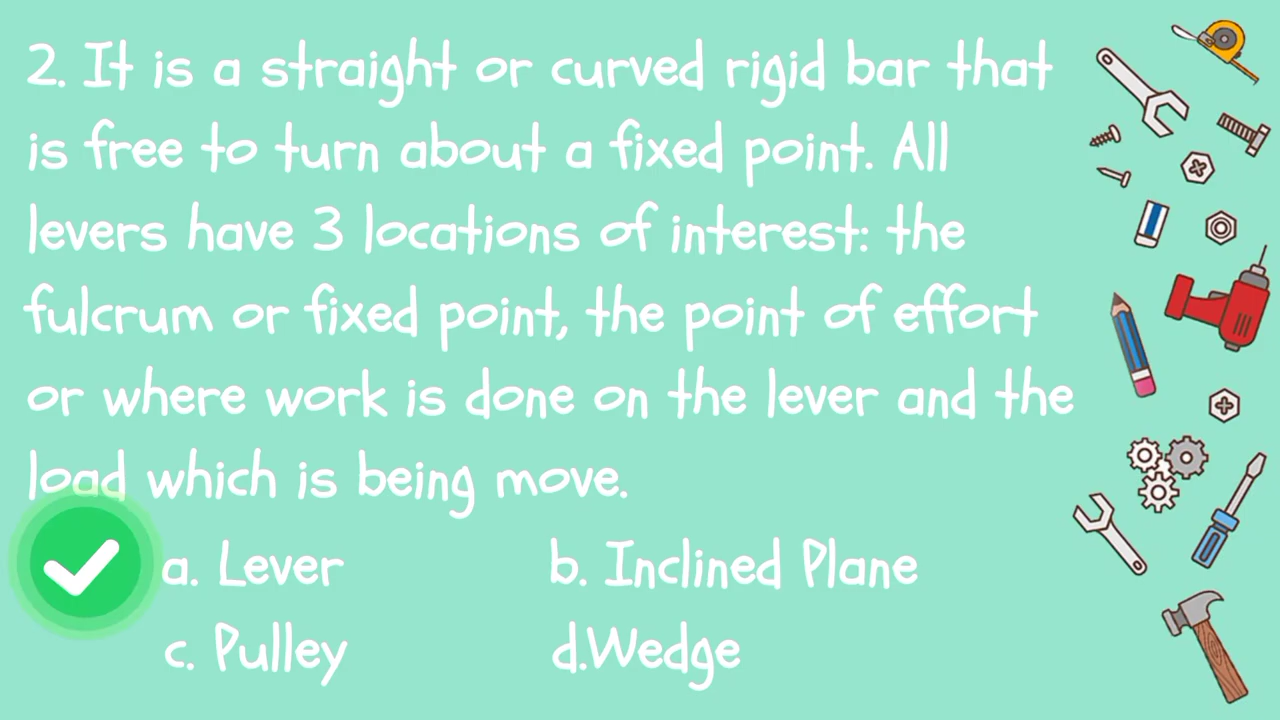 2. It is a straight or curved rigid bar that
is free to turn about a fixed point. All
levers have 3 locations of interest: the
fulcrum or fixed point, the point of effort
or where work is done on the lever and the
load which is being move.
a. Lever b. Inclined Plane
c. Pulley d.Wedge